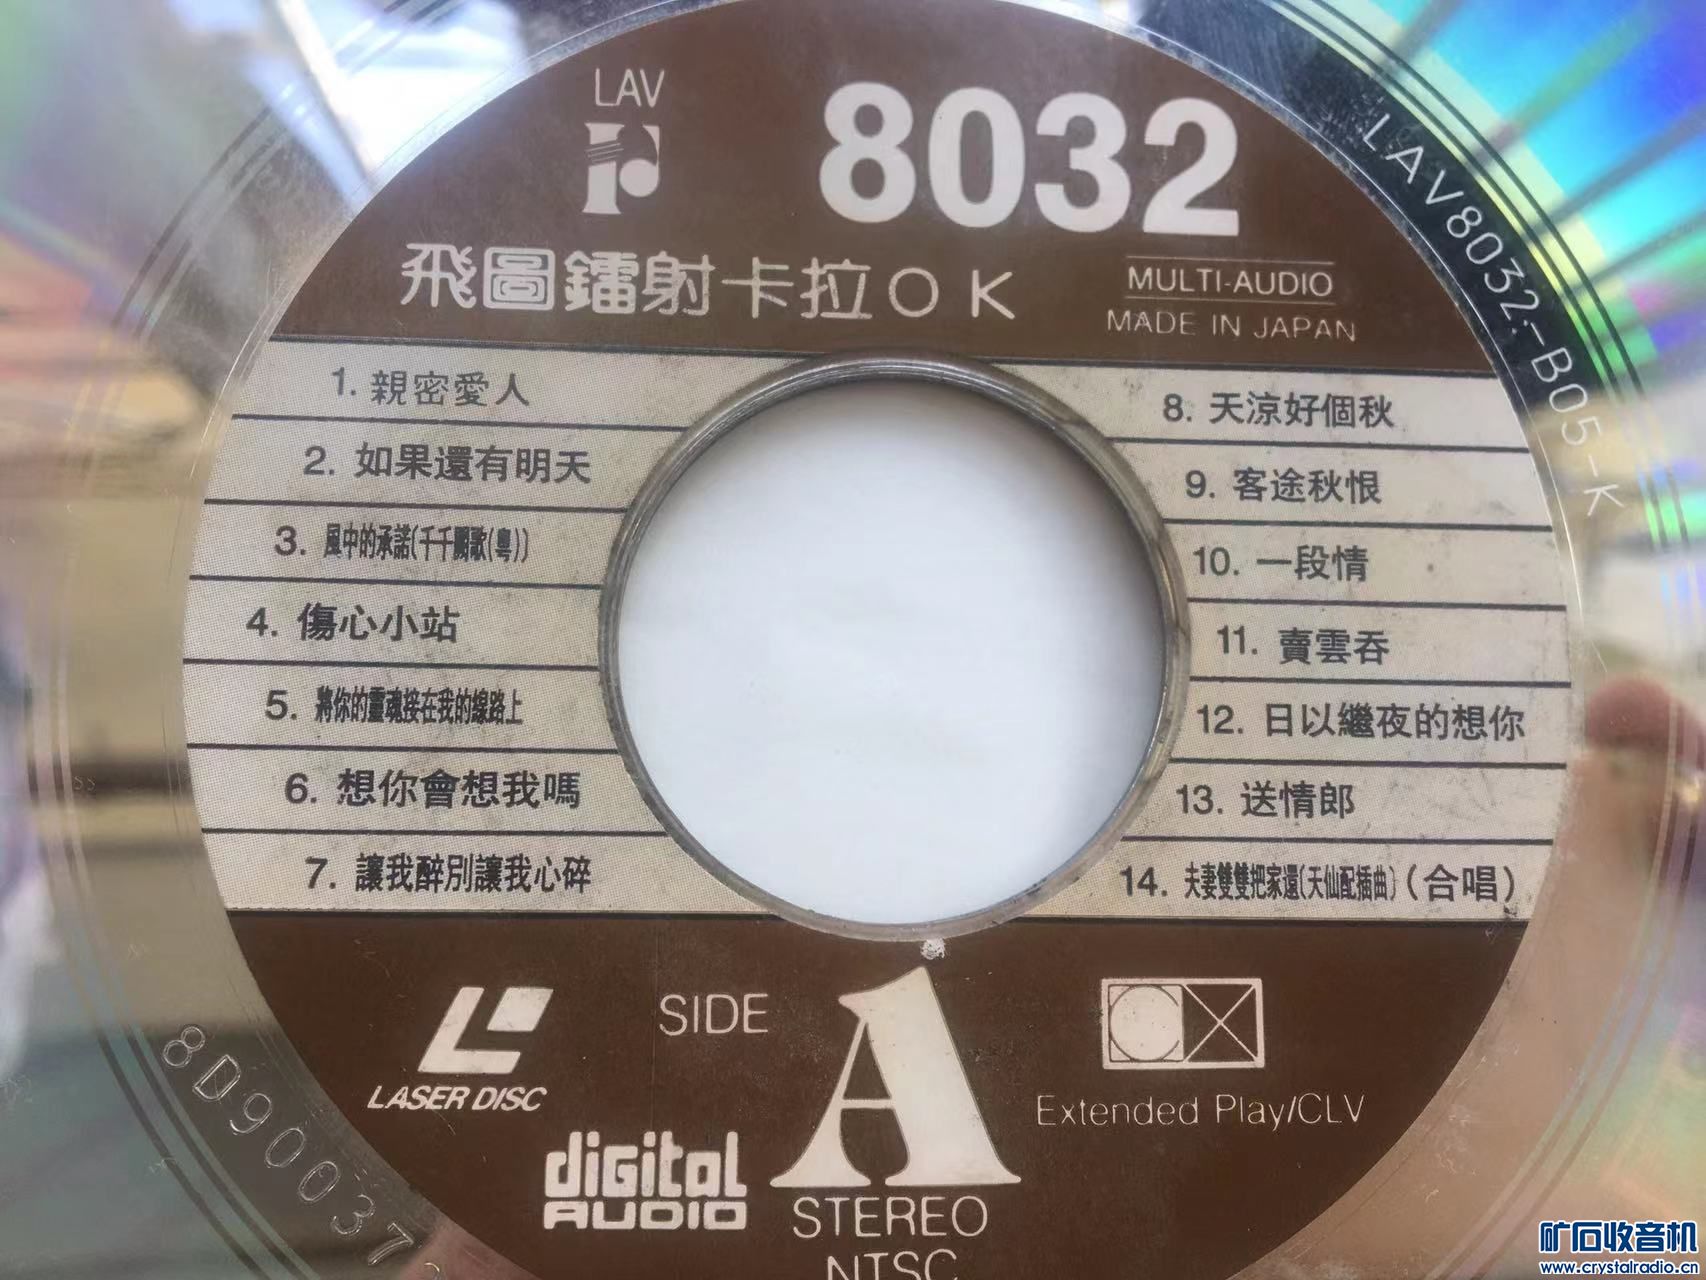 LAV
8032
飛圖鐳射卡拉OK
MULTI-AUDIO
MADE IN JAPAN
LAV8032:-B05-K
1. 親密愛人
2. 如果還有明天
3. 風中的承諾(千千闕歌(粵))
4. 傷心小站
5. 將你的靈魂接在我的線路上
6. 想你會想我嗎
7. 讓我醉別讓我心碎
8. 天涼好個秋
9. 客途秋恨
10. 一段情
11. 賣雲吞
12. 日以繼夜的想你
13. 送情郎
14. 夫妻雙雙把家還(天仙配插曲)(合唱)
LASER DISC
SIDE A
Extended Play/CLV
diGital AUDIO
STEREO
NTSC
8D90037
矿石收音机
www.crystalradio.cn